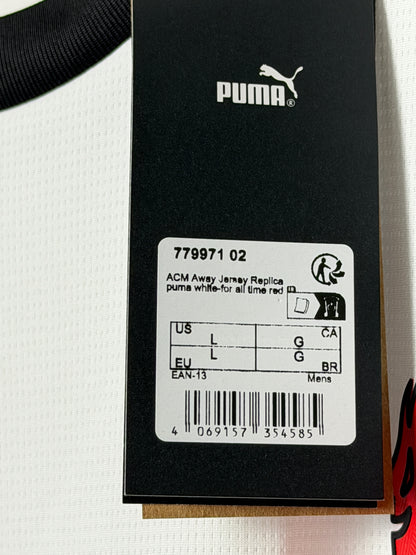 PUMA®
779971 02
ACM Away Jersey Replica
puma white-for all time red
US L G CA
EU L G BR
EAN-13 Mens
4 069157 354585